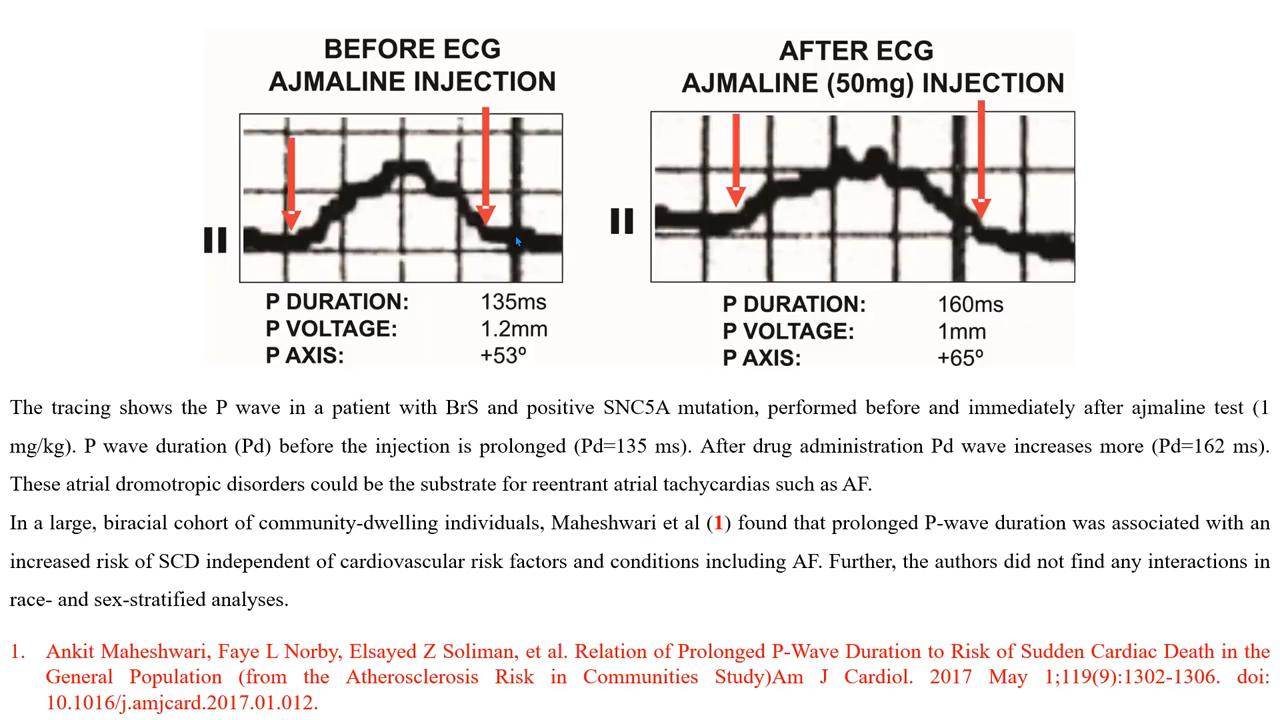 BEFORE ECG
AJMALINE INJECTION
AFTER ECG
AJMALINE (50mg) INJECTION
II
II
P DURATION: 135ms
P VOLTAGE: 1.2mm
P AXIS: +53º
P DURATION: 160ms
P VOLTAGE: 1mm
P AXIS: +65º
The tracing shows the P wave in a patient with BrS and positive SNC5A mutation, performed before and immediately after ajmaline test (1
mg/kg). P wave duration (Pd) before the injection is prolonged (Pd=135 ms). After drug administration Pd wave increases more (Pd=162 ms).
These atrial dromotropic disorders could be the substrate for reentrant atrial tachycardias such as AF.
In a large, biracial cohort of community-dwelling individuals, Maheshwari et al (1) found that prolonged P-wave duration was associated with an
increased risk of SCD independent of cardiovascular risk factors and conditions including AF. Further, the authors did not find any interactions in
race- and sex-stratified analyses.
1. Ankit Maheshwari, Faye L Norby, Elsayed Z Soliman, et al. Relation of Prolonged P-Wave Duration to Risk of Sudden Cardiac Death in the
General Population (from the Atherosclerosis Risk in Communities Study)Am J Cardiol. 2017 May 1;119(9):1302-1306. doi:
10.1016/j.amjcard.2017.01.012.